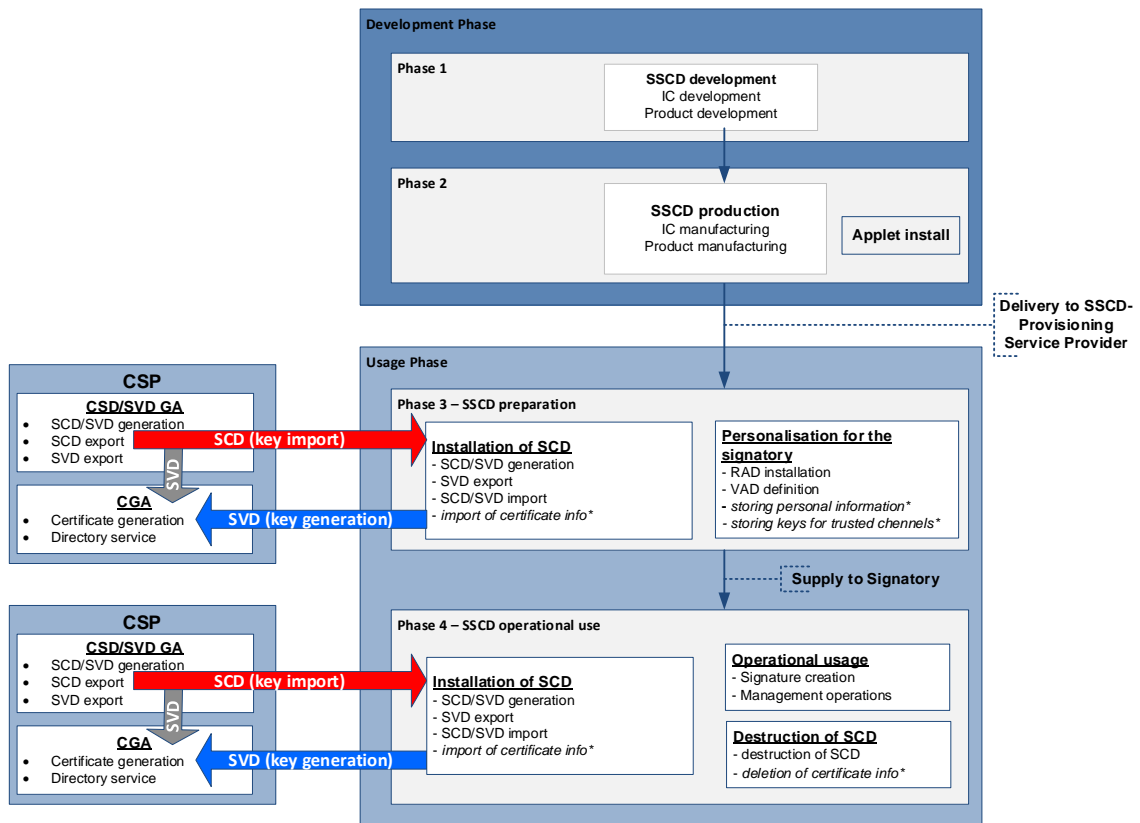 Development Phase
Phase 1
SSCD development
IC development
Product development
Phase 2
SSCD production
IC manufacturing
Product manufacturing
Applet install
Delivery to SSCD-
Provisioning
Service Provider
Usage Phase
CSP
CSD/SVD GA
• SCD/SVD generation
• SCD export
• SVD export
SCD (key import)
SVD
CGA
• Certificate generation
• Directory service
SVD (key generation)
Phase 3 – SSCD preparation
Installation of SCD
- SCD/SVD generation
- SVD export
- SCD/SVD import
- import of certificate info*
Personalisation for the
signatory
- RAD installation
- VAD definition
- storing personal information*
- storing keys for trusted channels*
Supply to Signatory
CSP
CSD/SVD GA
• SCD/SVD generation
• SCD export
• SVD export
SCD (key import)
SVD
CGA
• Certificate generation
• Directory service
SVD (key generation)
Phase 4 – SSCD operational use
Installation of SCD
- SCD/SVD generation
- SVD export
- SCD/SVD import
- import of certificate info*
Operational usage
- Signature creation
- Management operations
Destruction of SCD
- destruction of SCD
- deletion of certificate info*